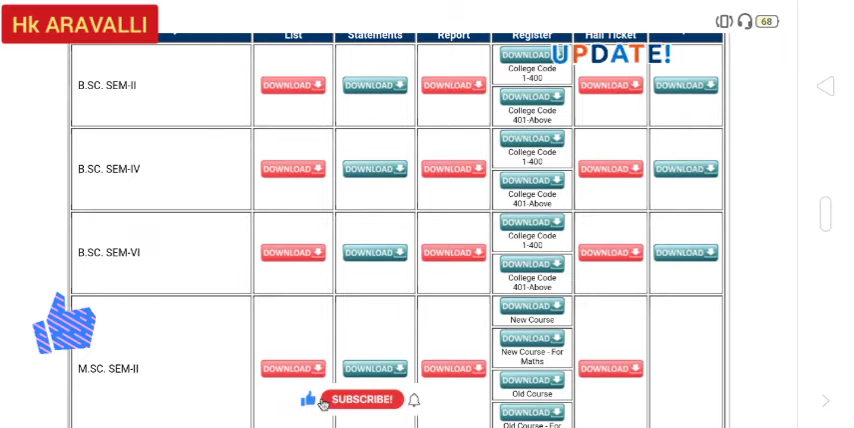 Hk ARAVALLI
68
List Statements Report Register Hall Ticket
UPDATE!
B.SC. SEM-II
DOWNLOAD DOWNLOAD DOWNLOAD DOWNLOAD DOWNLOAD DOWNLOAD
College Code
1-400
DOWNLOAD
College Code
401-Above
B.SC. SEM-IV
DOWNLOAD DOWNLOAD DOWNLOAD DOWNLOAD DOWNLOAD DOWNLOAD
College Code
1-400
DOWNLOAD
College Code
401-Above
B.SC. SEM-VI
DOWNLOAD DOWNLOAD DOWNLOAD DOWNLOAD DOWNLOAD DOWNLOAD
College Code
1-400
DOWNLOAD
College Code
401-Above
M.SC. SEM-II
DOWNLOAD DOWNLOAD DOWNLOAD DOWNLOAD DOWNLOAD
New Course
DOWNLOAD
New Course - For
Maths
DOWNLOAD
Old Course
DOWNLOAD
Old Course - For
SUBSCRIBE!